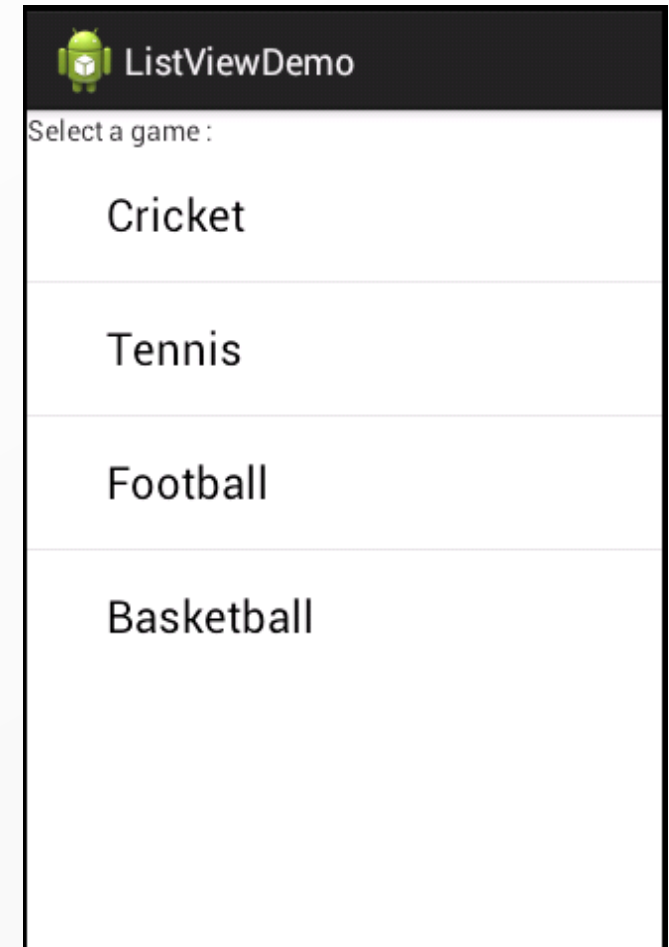 ListViewDemo
Select a game :
Cricket
Tennis
Football
Basketball